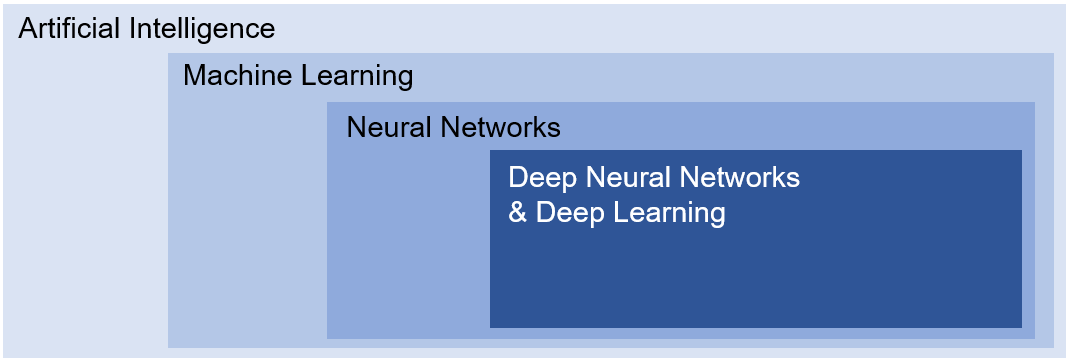 Artificial Intelligence
Machine Learning
Neural Networks
Deep Neural Networks
& Deep Learning